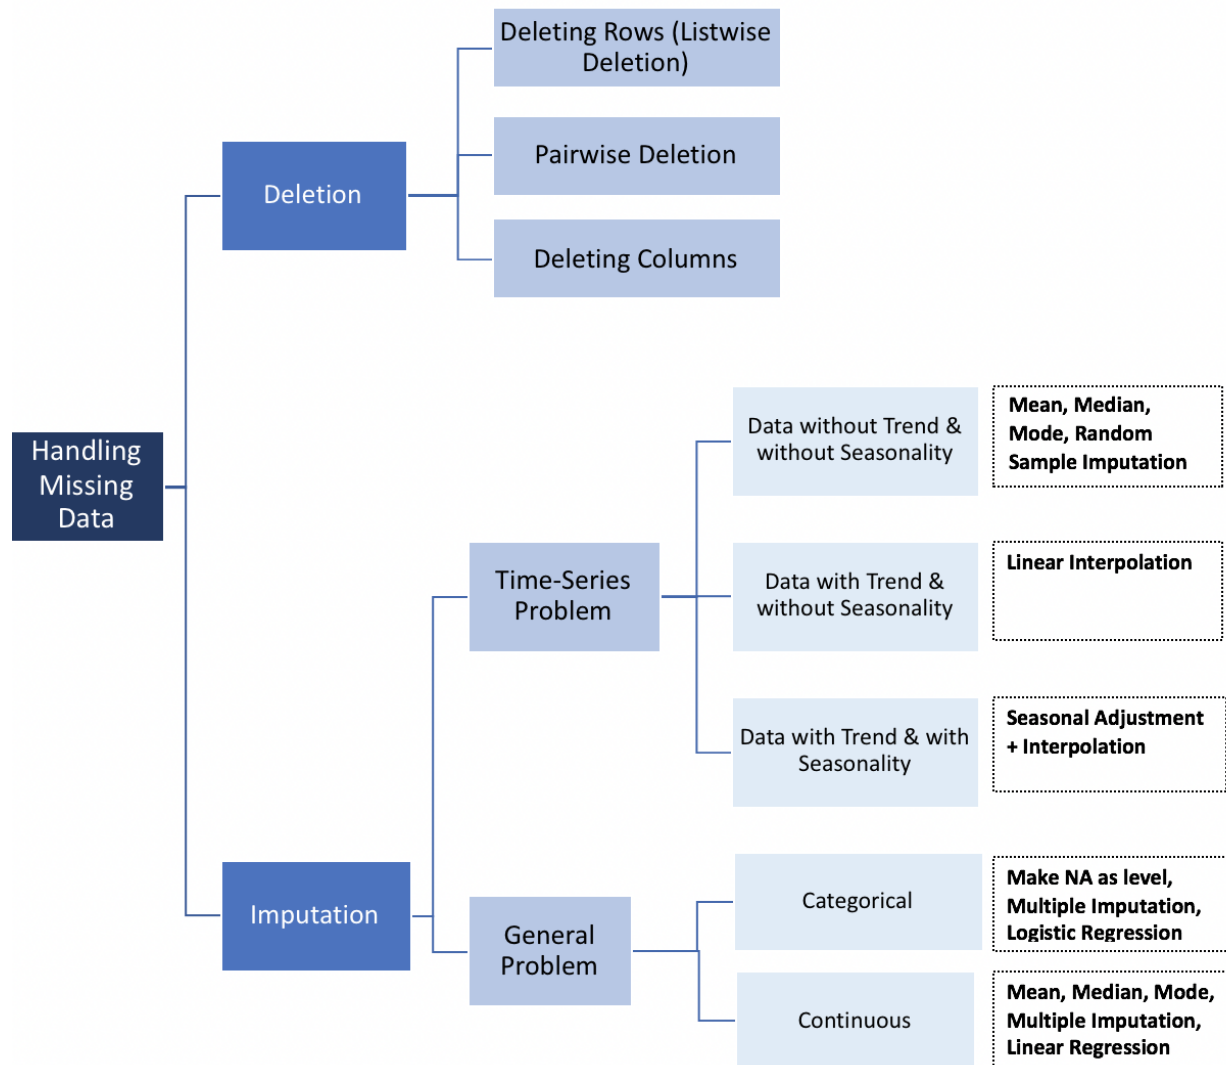 Deleting Rows (Listwise
Deletion)
Pairwise Deletion
Deletion
Deleting Columns
Handling
Missing
Data
Data without Trend &
without Seasonality
Mean, Median,
Mode, Random
Sample Imputation
Time-Series
Problem
Data with Trend &
without Seasonality
Linear Interpolation
Data with Trend & with
Seasonality
Seasonal Adjustment
+ Interpolation
Imputation
General
Problem
Categorical
Make NA as level,
Multiple Imputation,
Logistic Regression
Continuous
Mean, Median, Mode,
Multiple Imputation,
Linear Regression